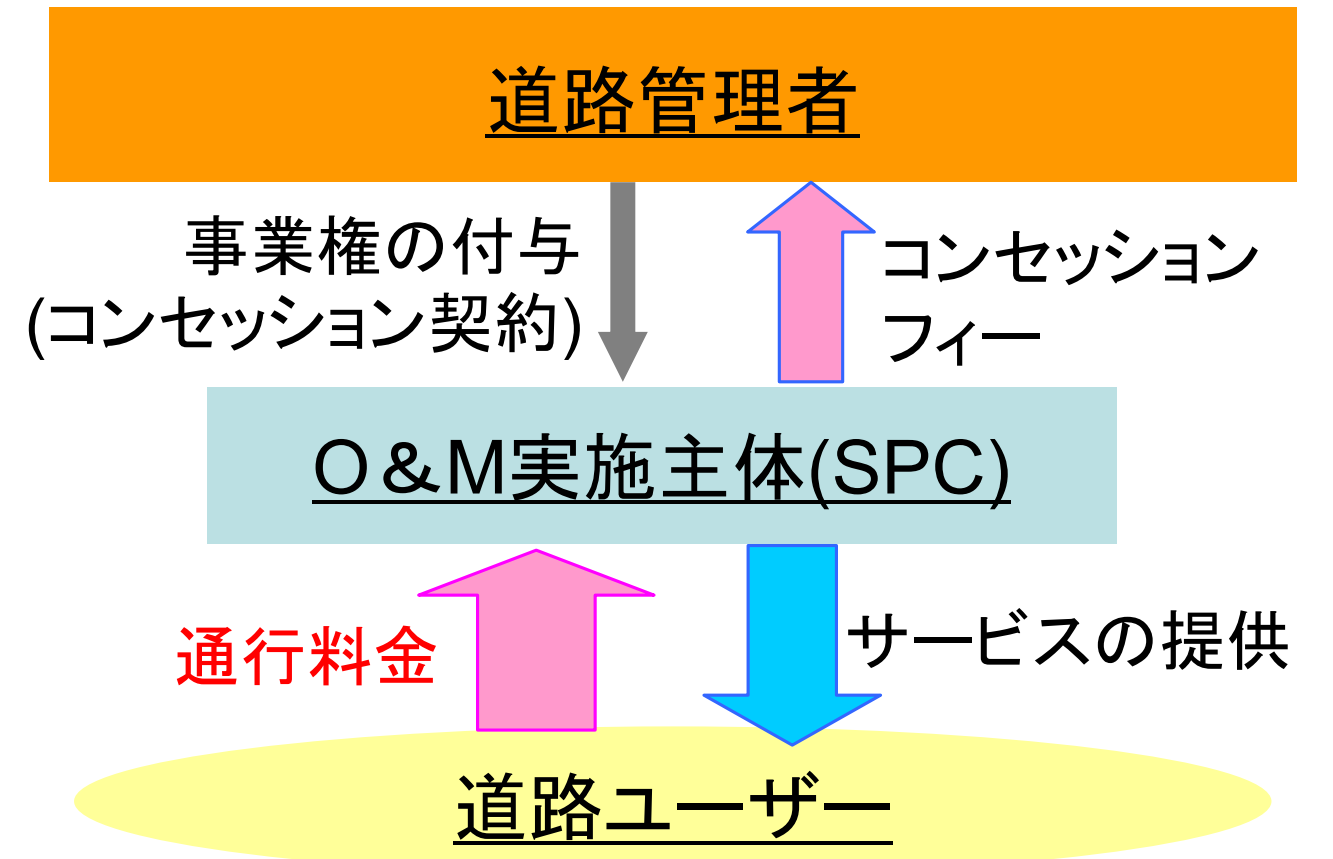 道路管理者
事業権の付与
(コンセッション契約)
コンセッション
フィー
O&M実施主体(SPC)
通行料金
サービスの提供
道路ユーザー